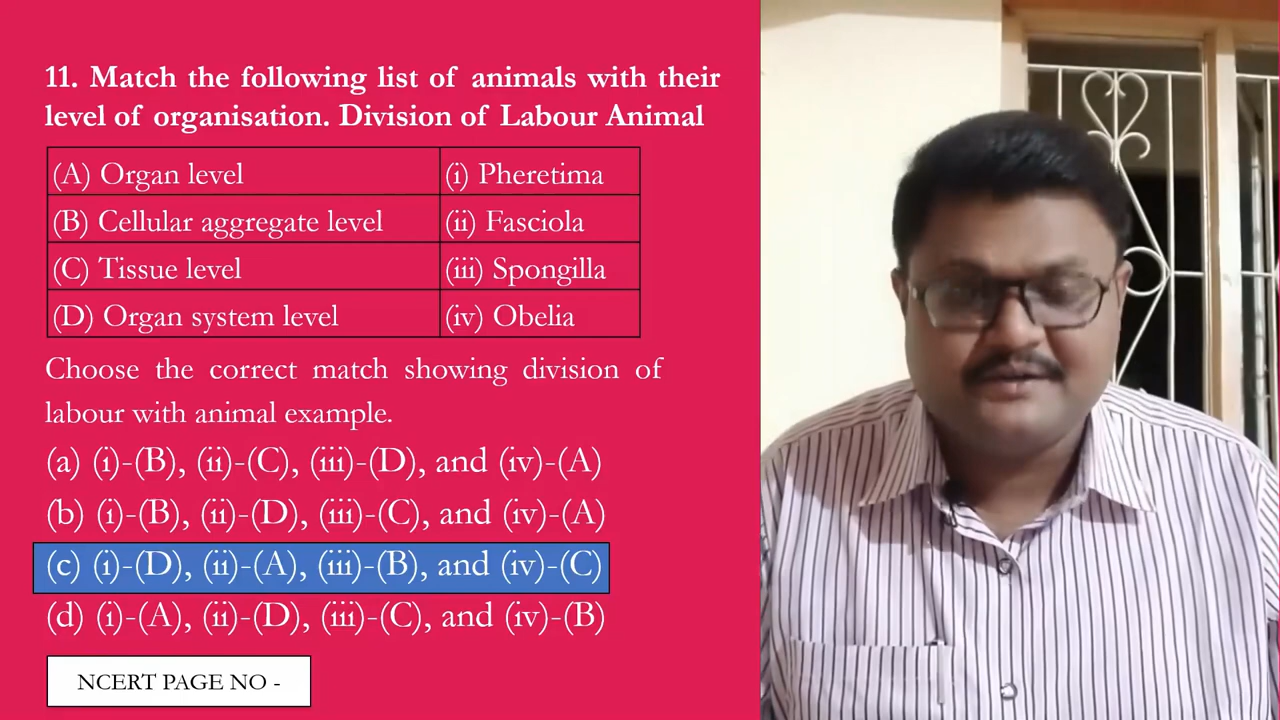 11. Match the following list of animals with their
level of organisation. Division of Labour Animal
(A) Organ level (i) Pheretima
(B) Cellular aggregate level (ii) Fasciola
(C) Tissue level (iii) Spongilla
(D) Organ system level (iv) Obelia
Choose the correct match showing division of
labour with animal example.
(a) (i)-(B), (ii)-(C), (iii)-(D), and (iv)-(A)
(b) (i)-(B), (ii)-(D), (iii)-(C), and (iv)-(A)
(c) (i)-(D), (ii)-(A), (iii)-(B), and (iv)-(C)
(d) (i)-(A), (ii)-(D), (iii)-(C), and (iv)-(B)
NCERT PAGE NO -